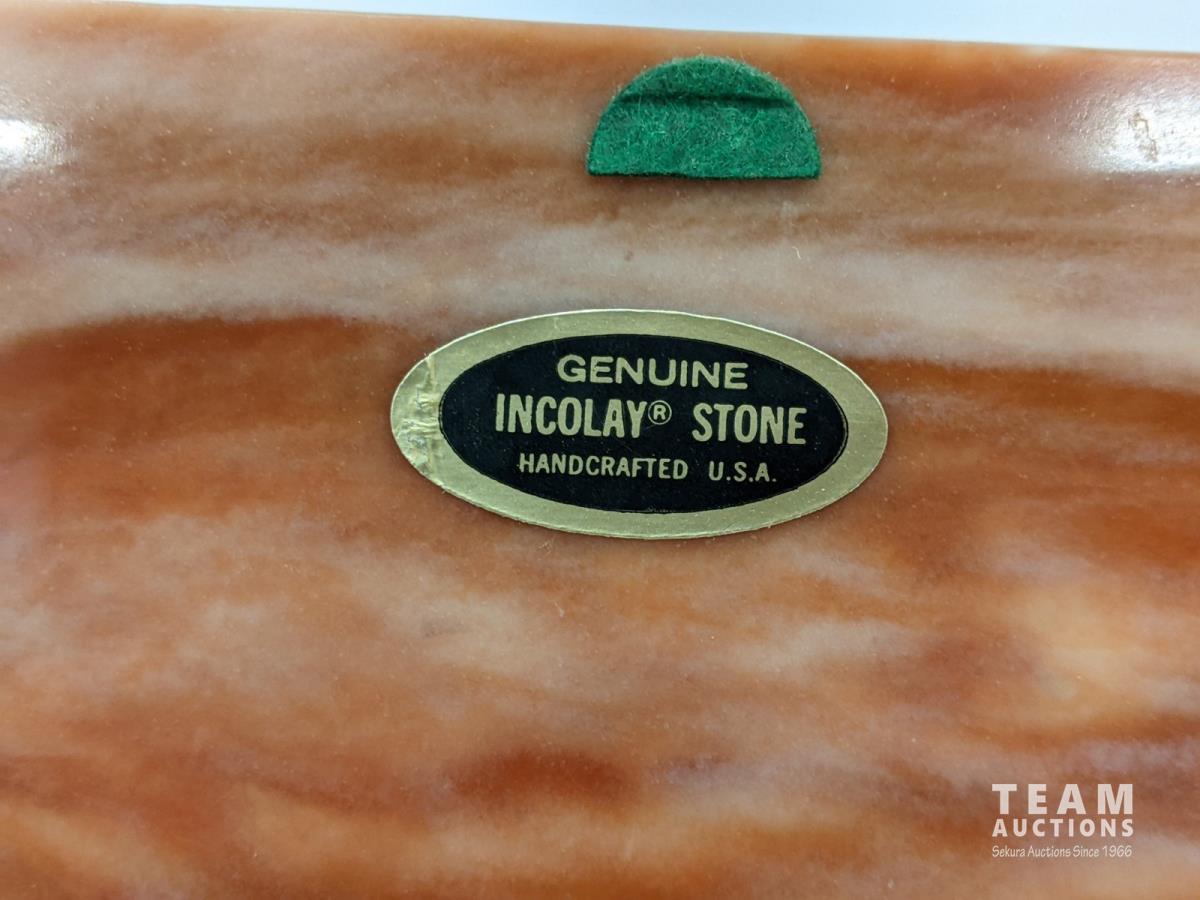 GENUINE
INCOLAY® STONE
HANDCRAFTED U.S.A.
TEAM
AUCTIONS
Sekura Auctions Since 1966